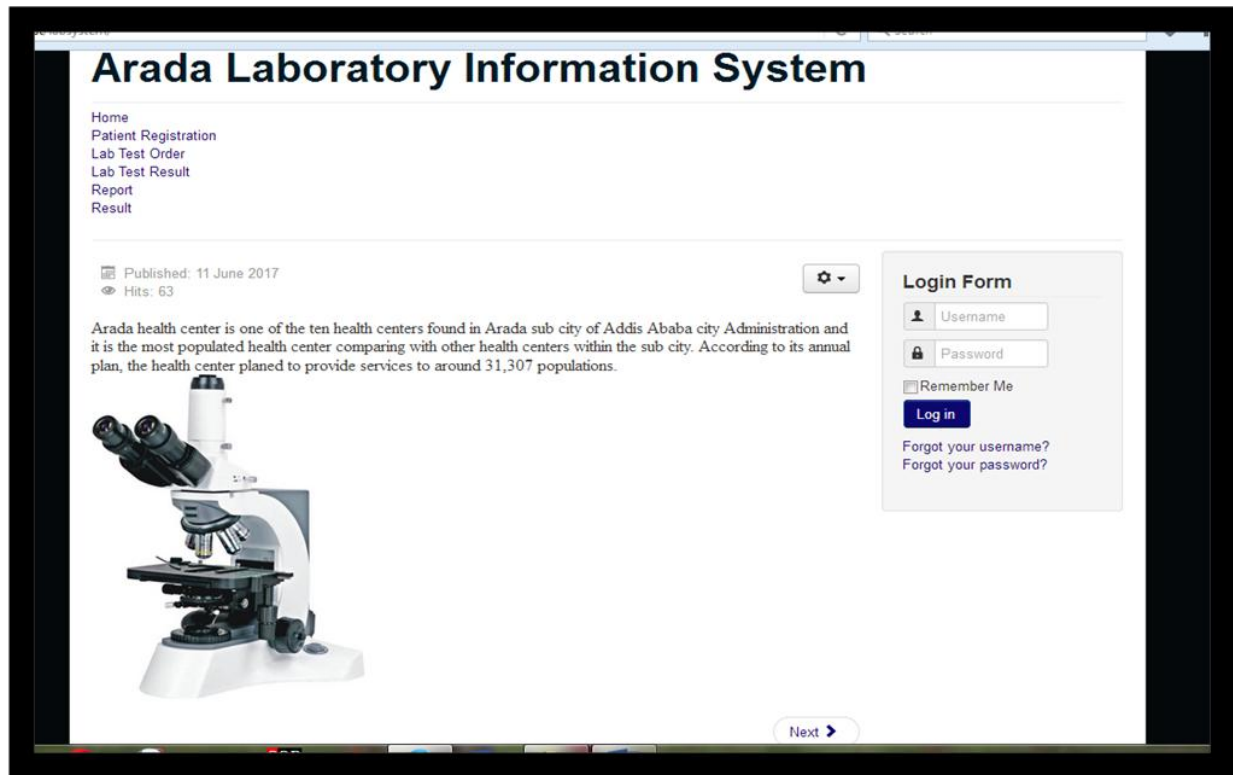 Arada Laboratory Information System
Home
Patient Registration
Lab Test Order
Lab Test Result
Report
Result
Published: 11 June 2017
Hits: 63
Arada health center is one of the ten health centers found in Arada sub city of Addis Ababa city Administration and
it is the most populated health center comparing with other health centers within the sub city. According to its annual
plan, the health center planed to provide services to around 31,307 populations.
Login Form
Username
Password
Remember Me
Log in
Forgot your username?
Forgot your password?
Next